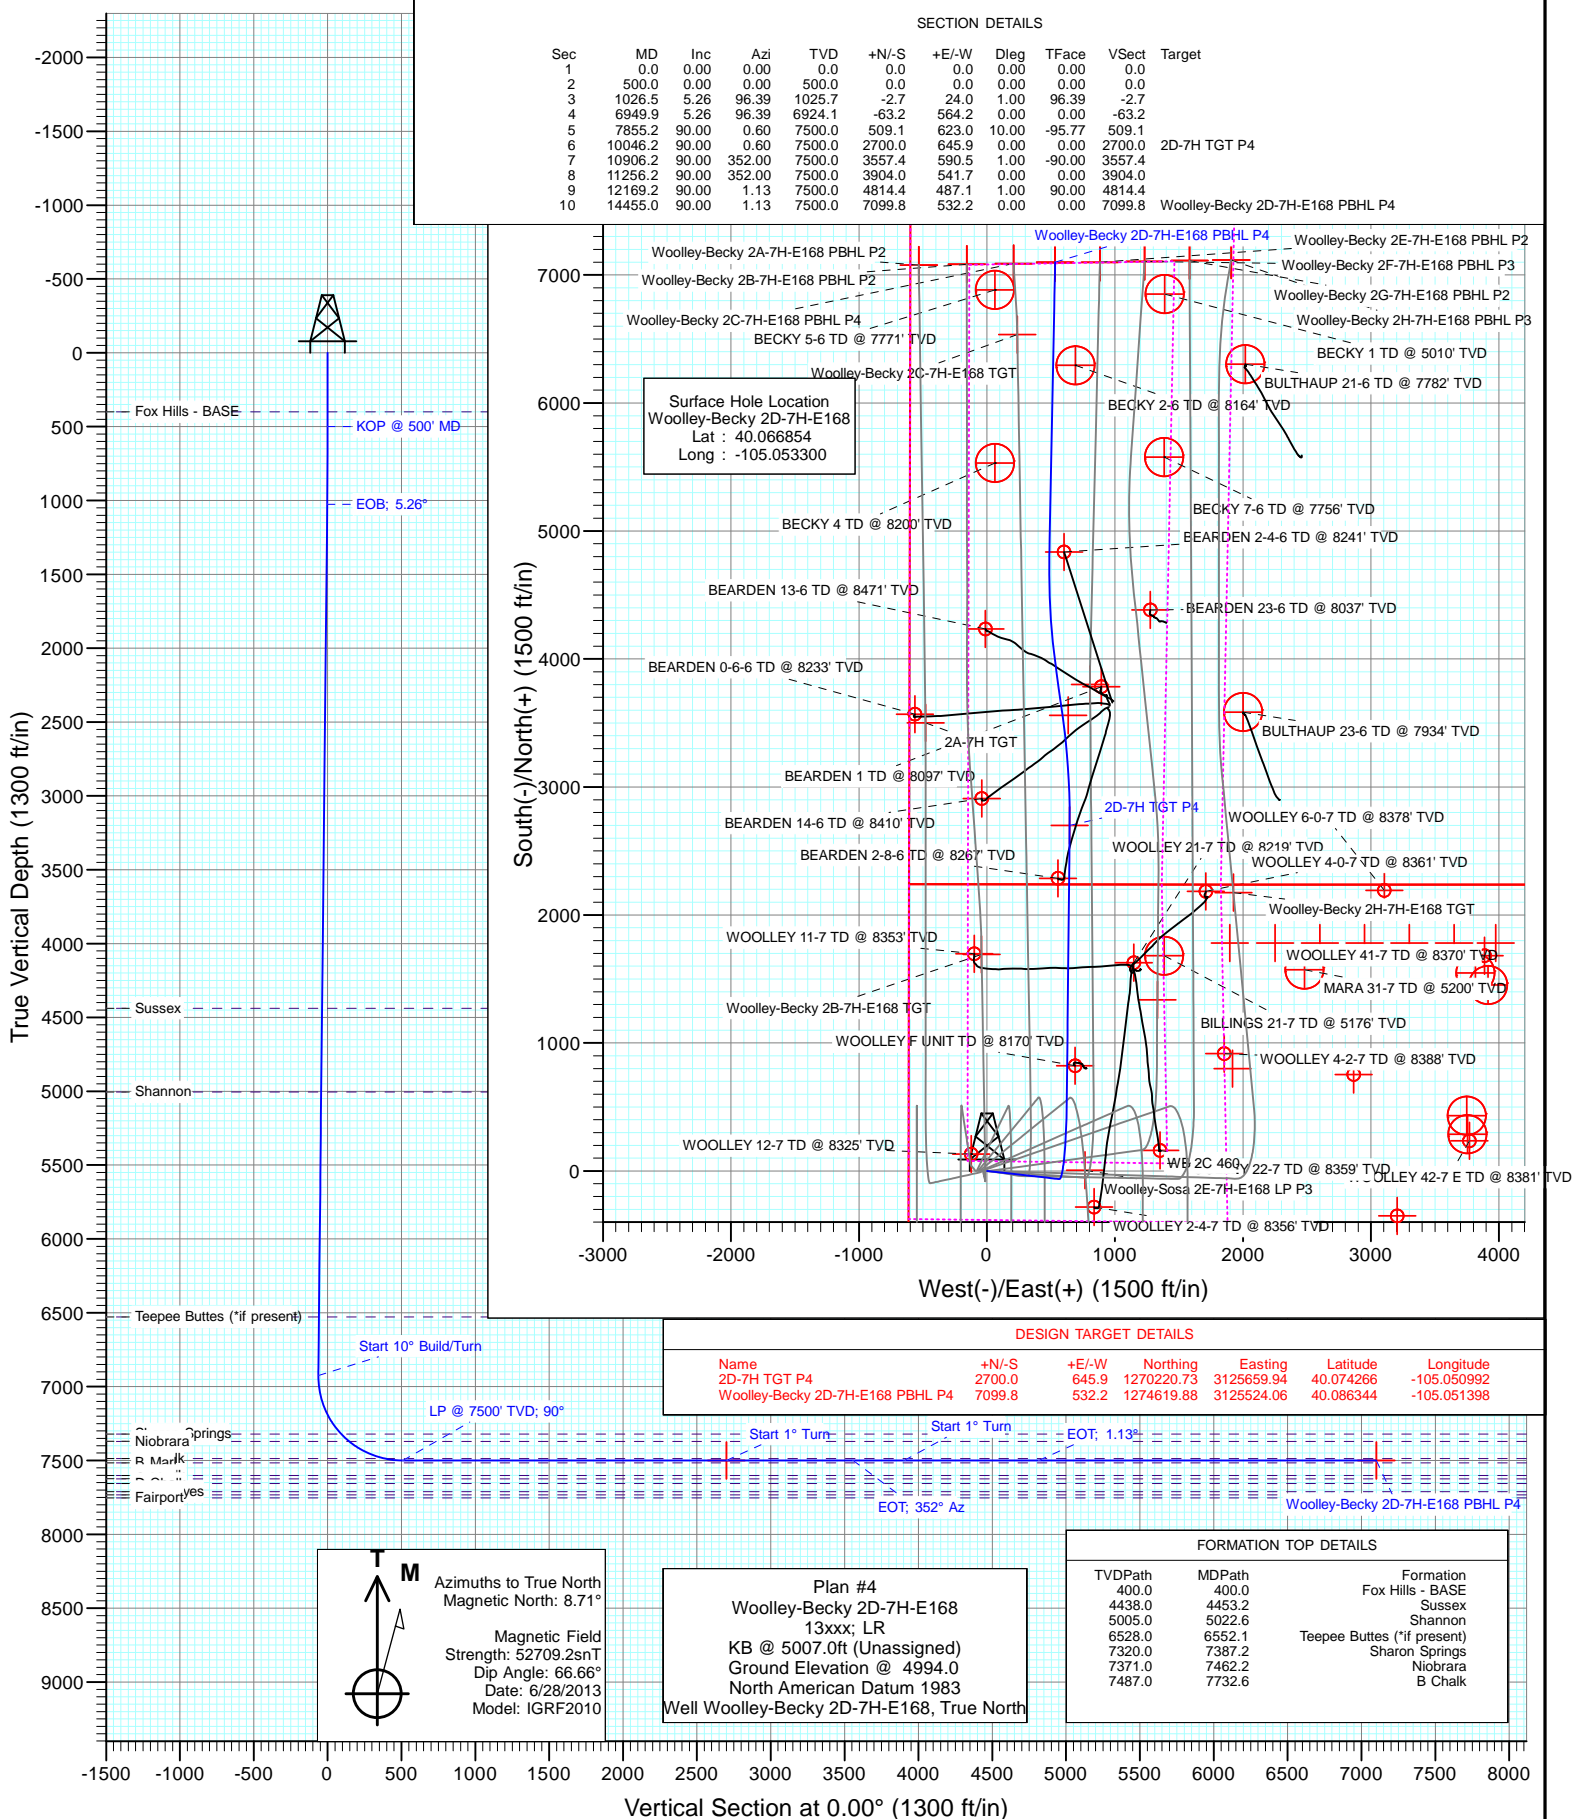 SECTION DETAILS
Sec MD Inc Azi TVD +N/-S +E/-W Dleg TFace VSect Target
1 0.0 0.00 0.00 0.0 0.0 0.0 0.00 0.00 0.0
2 500.0 0.00 0.00 500.0 0.0 0.0 0.00 0.00 0.0
3 1026.5 5.26 96.39 1025.7 -2.7 24.0 1.00 96.39 -2.7
4 6949.9 5.26 96.39 6924.1 -63.2 564.2 0.00 0.00 -63.2
5 7855.2 90.00 0.60 7500.0 509.1 623.0 10.00 -95.77 509.1
6 10046.2 90.00 0.60 7500.0 2700.0 645.9 0.00 0.00 2700.0 2D-7H TGT P4
7 10906.2 90.00 352.00 7500.0 3557.4 590.5 1.00 -90.00 3557.4
8 11256.2 90.00 352.00 7500.0 3904.0 541.7 0.00 0.00 3904.0
9 12169.2 90.00 1.13 7500.0 4814.4 487.1 1.00 90.00 4814.4
10 14455.0 90.00 1.13 7500.0 7099.8 532.2 0.00 0.00 7099.8 Woolley-Becky 2D-7H-E168 PBHL P4
Woolley-Becky 2D-7H-E168 PBHL P4
Woolley-Becky 2A-7H-E168 PBHL P2
Woolley-Becky 2E-7H-E168 PBHL P2
Woolley-Becky 2B-7H-E168 PBHL P2
Woolley-Becky 2F-7H-E168 PBHL P3
Woolley-Becky 2G-7H-E168 PBHL P2
Woolley-Becky 2C-7H-E168 PBHL P4
Woolley-Becky 2H-7H-E168 PBHL P3
BECKY 5-6 TD @ 7771' TVD
BECKY 1 TD @ 5010' TVD
Woolley-Becky 2C-7H-E168 TGT
BULTHAUP 21-6 TD @ 7782' TVD
BECKY 2-6 TD @ 8164' TVD
Surface Hole Location
Woolley-Becky 2D-7H-E168
Lat : 40.066854
Long : -105.053300
BECKY 7-6 TD @ 7756' TVD
BECKY 4 TD @ 8200' TVD
BEARDEN 2-4-6 TD @ 8241' TVD
BEARDEN 13-6 TD @ 8471' TVD
BEARDEN 23-6 TD @ 8037' TVD
BEARDEN 0-6-6 TD @ 8233' TVD
BULTHAUP 23-6 TD @ 7934' TVD
2A-7H TGT
BEARDEN 1 TD @ 8097' TVD
2D-7H TGT P4
WOOLLEY 6-0-7 TD @ 8378' TVD
BEARDEN 14-6 TD @ 8410' TVD
WOOLLEY 21-7 TD @ 8219' TVD
BEARDEN 2-8-6 TD @ 8267' TVD
WOOLLEY 4-0-7 TD @ 8361' TVD
Woolley-Becky 2H-7H-E168 TGT
WOOLLEY 11-7 TD @ 8353' TVD
WOOLLEY 41-7 TD @ 8370' TVD
MARA 31-7 TD @ 5200' TVD
Woolley-Becky 2B-7H-E168 TGT
BILLINGS 21-7 TD @ 5176' TVD
WOOLLEY F UNIT TD @ 8170' TVD
WOOLLEY 4-2-7 TD @ 8388' TVD
WOOLLEY 12-7 TD @ 8325' TVD
WB 2C 460
Y 22-7 TD @ 8359' TVD
OLLEY 42-7 E TD @ 8381' TVD
Woolley-Sosa 2E-7H-E168 LP P3
WOOLLEY 2-4-7 TD @ 8356' TVD
7000
6000
5000
4000
3000
2000
1000
0
South(-)/North(+) (1500 ft/in)
-3000 -2000 -1000 0 1000 2000 3000 4000
West(-)/East(+) (1500 ft/in)
-2000
-1500
-1000
-500
0
500
1000
1500
2000
2500
3000
3500
4000
4500
5000
5500
6000
6500
7000
7500
8000
8500
9000
True Vertical Depth (1300 ft/in)
Fox Hills - BASE
KOP @ 500' MD
EOB; 5.26°
Sussex
Shannon
Teepee Buttes (*if present)
Start 10° Build/Turn
LP @ 7500' TVD; 90°
Start 1° Turn
Start 1° Turn
EOT; 1.13°
Springs
Niobrara
Fairport
EOT; 352° Az
Woolley-Becky 2D-7H-E168 PBHL P4
DESIGN TARGET DETAILS
Name +N/-S +E/-W Northing Easting Latitude Longitude
2D-7H TGT P4 2700.0 645.9 1270220.73 3125659.94 40.074266 -105.050992
Woolley-Becky 2D-7H-E168 PBHL P4 7099.8 532.2 1274619.88 3125524.06 40.086344 -105.051398
T M
Azimuths to True North
Magnetic North: 8.71°
Magnetic Field
Strength: 52709.2snT
Dip Angle: 66.66°
Date: 6/28/2013
Model: IGRF2010
Plan #4
Woolley-Becky 2D-7H-E168
13xxx; LR
KB @ 5007.0ft (Unassigned)
Ground Elevation @ 4994.0
North American Datum 1983
Well Woolley-Becky 2D-7H-E168, True North
FORMATION TOP DETAILS
TVDPath MDPath Formation
400.0 400.0 Fox Hills - BASE
4438.0 4453.2 Sussex
5005.0 5022.6 Shannon
6528.0 6552.1 Teepee Buttes (*if present)
7320.0 7387.2 Sharon Springs
7371.0 7462.2 Niobrara
7487.0 7732.6 B Chalk
-1500 -1000 -500 0 500 1000 1500 2000 2500 3000 3500 4000 4500 5000 5500 6000 6500 7000 7500 8000
Vertical Section at 0.00° (1300 ft/in)